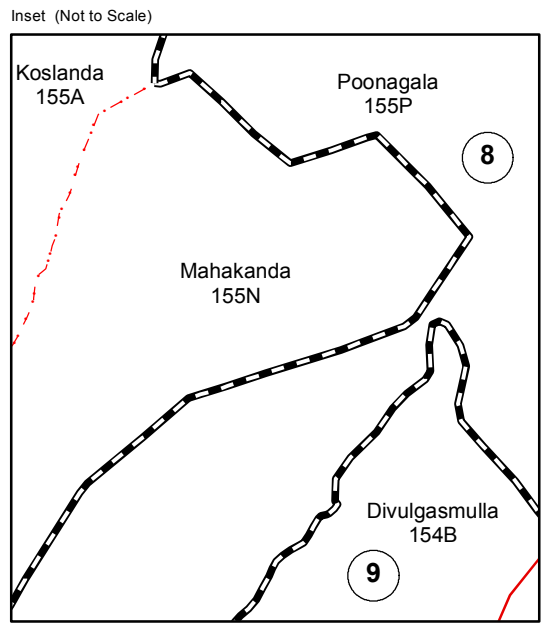 Inset (Not to Scale)
Koslanda
155A
Poonagala
155P
8
Mahakanda
155N
Divulgasmulla
154B
9